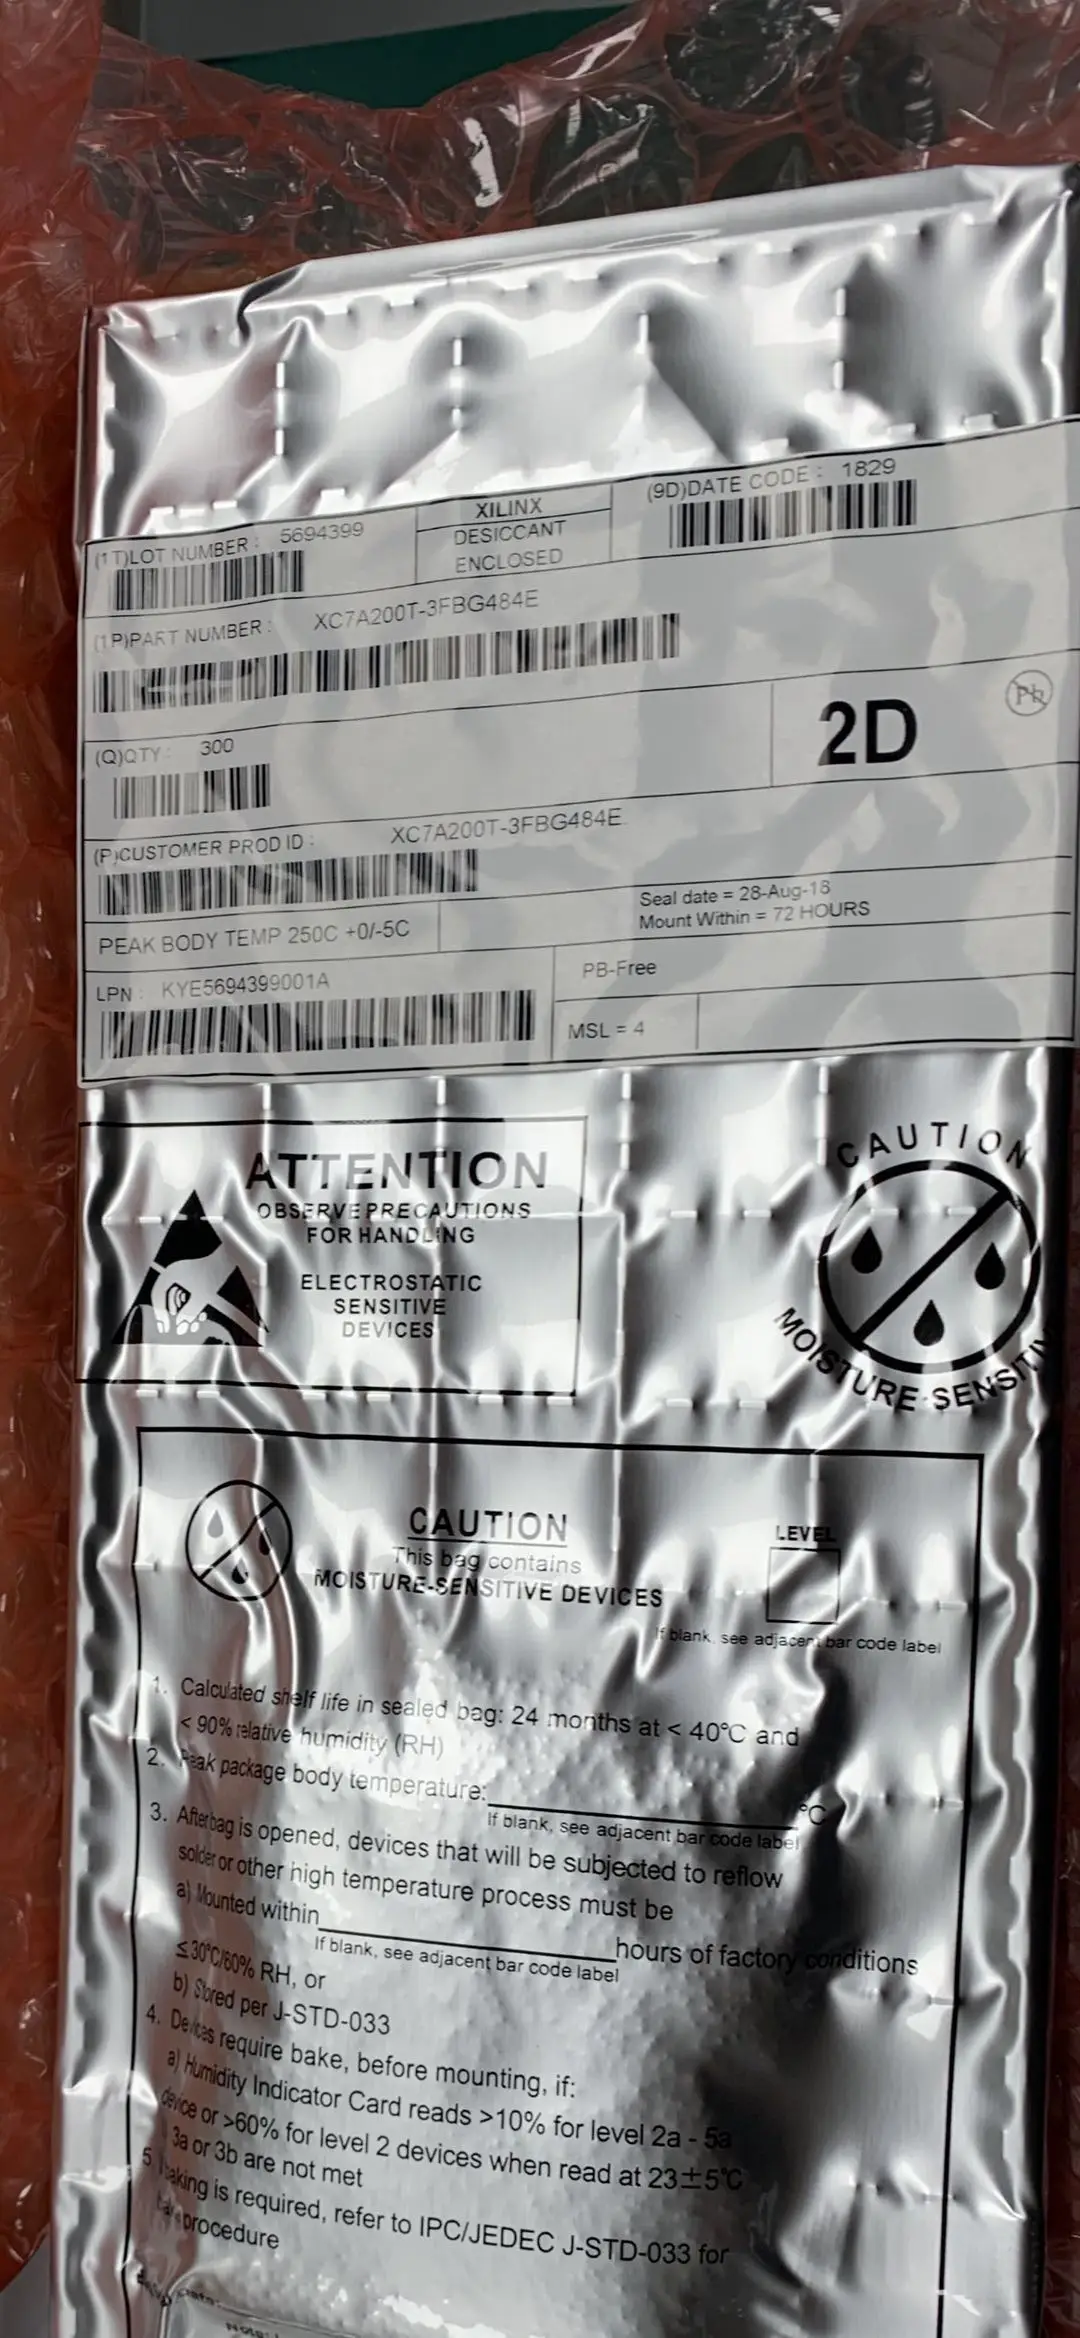 (1T)LOT NUMBER : 5694399
XILINX
DESICCANT
ENCLOSED
(9D)DATE CODE : 1829
(1P)PART NUMBER : XC7A200T-3FBG484E
(Q)QTY : 300
2D
Pb
(P)CUSTOMER PROD ID : XC7A200T-3FBG484E
PEAK BODY TEMP 250C +0/-5C
Seal date = 28-Aug-18
Mount Within = 72 HOURS
LPN : KYE5694399001A
PB-Free
MSL = 4
ATTENTION
OBSERVE PRECAUTIONS
FOR HANDLING
ELECTROSTATIC
SENSITIVE
DEVICES
CAUTION
MOISTURE-SENSITIV
CAUTION
This bag contains
MOISTURE-SENSITIVE DEVICES
LEVEL
If blank, see adjacent bar code label
1. Calculated shelf life in sealed bag: 24 months at < 40°C and
< 90% relative humidity (RH)
2. Peak package body temperature: °C
If blank, see adjacent bar code label
3. After bag is opened, devices that will be subjected to reflow
solder or other high temperature process must be
a) Mounted within hours of factory conditions
If blank, see adjacent bar code label
≤30°C/60% RH, or
b) Stored per J-STD-033
4. Devices require bake, before mounting, if:
a) Humidity Indicator Card reads >10% for level 2a - 5a
device or >60% for level 2 devices when read at 23±5°C
3a or 3b are not met
5. baking is required, refer to IPC/JEDEC J-STD-033 for
bake procedure
Note: